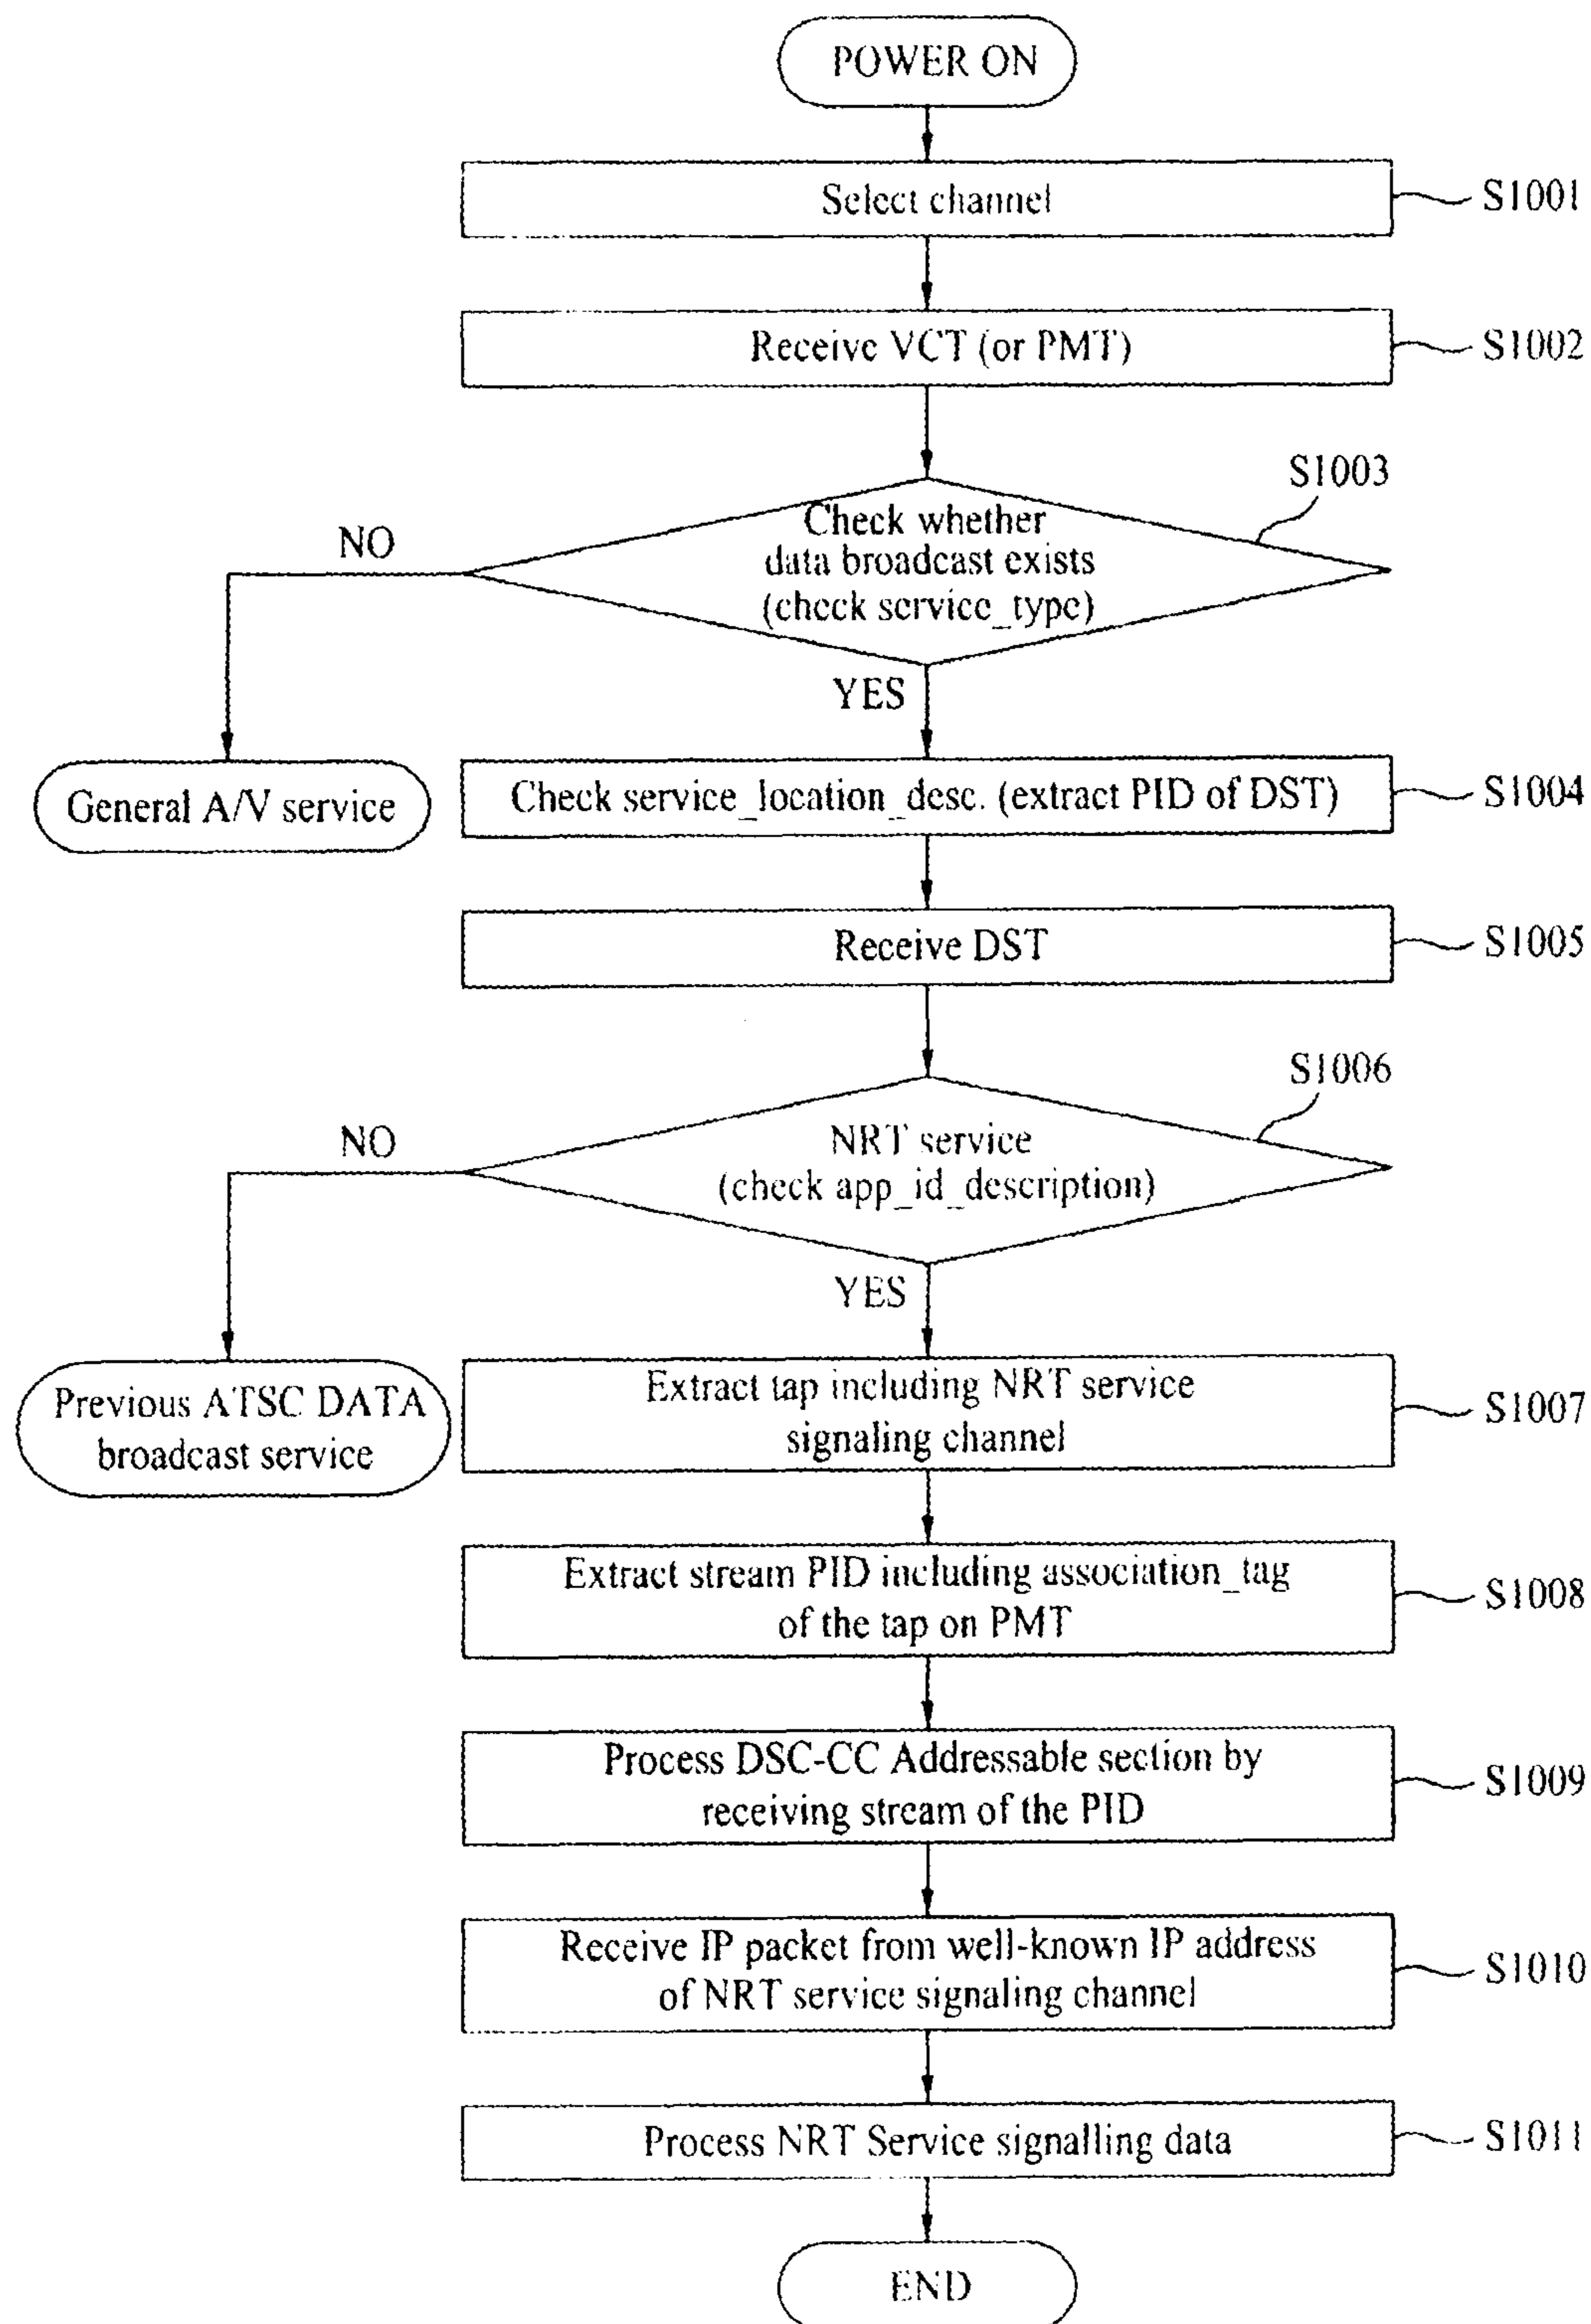 POWER ON
Select channel
S1001
Receive VCT (or PMT)
S1002
S1003
Check whether
data broadcast exists
(check service_type)
NO
YES
General A/V service
Check service_location_desc. (extract PID of DST)
S1004
Receive DST
S1005
S1006
NRT service
(check app_id_description)
NO
YES
Previous ATSC DATA
broadcast service
Extract tap including NRT service
signaling channel
S1007
Extract stream PID including association_tag
of the tap on PMT
S1008
Process DSC-CC Addressable section by
receiving stream of the PID
S1009
Receive IP packet from well-known IP address
of NRT service signaling channel
S1010
Process NRT Service signalling data
S1011
END